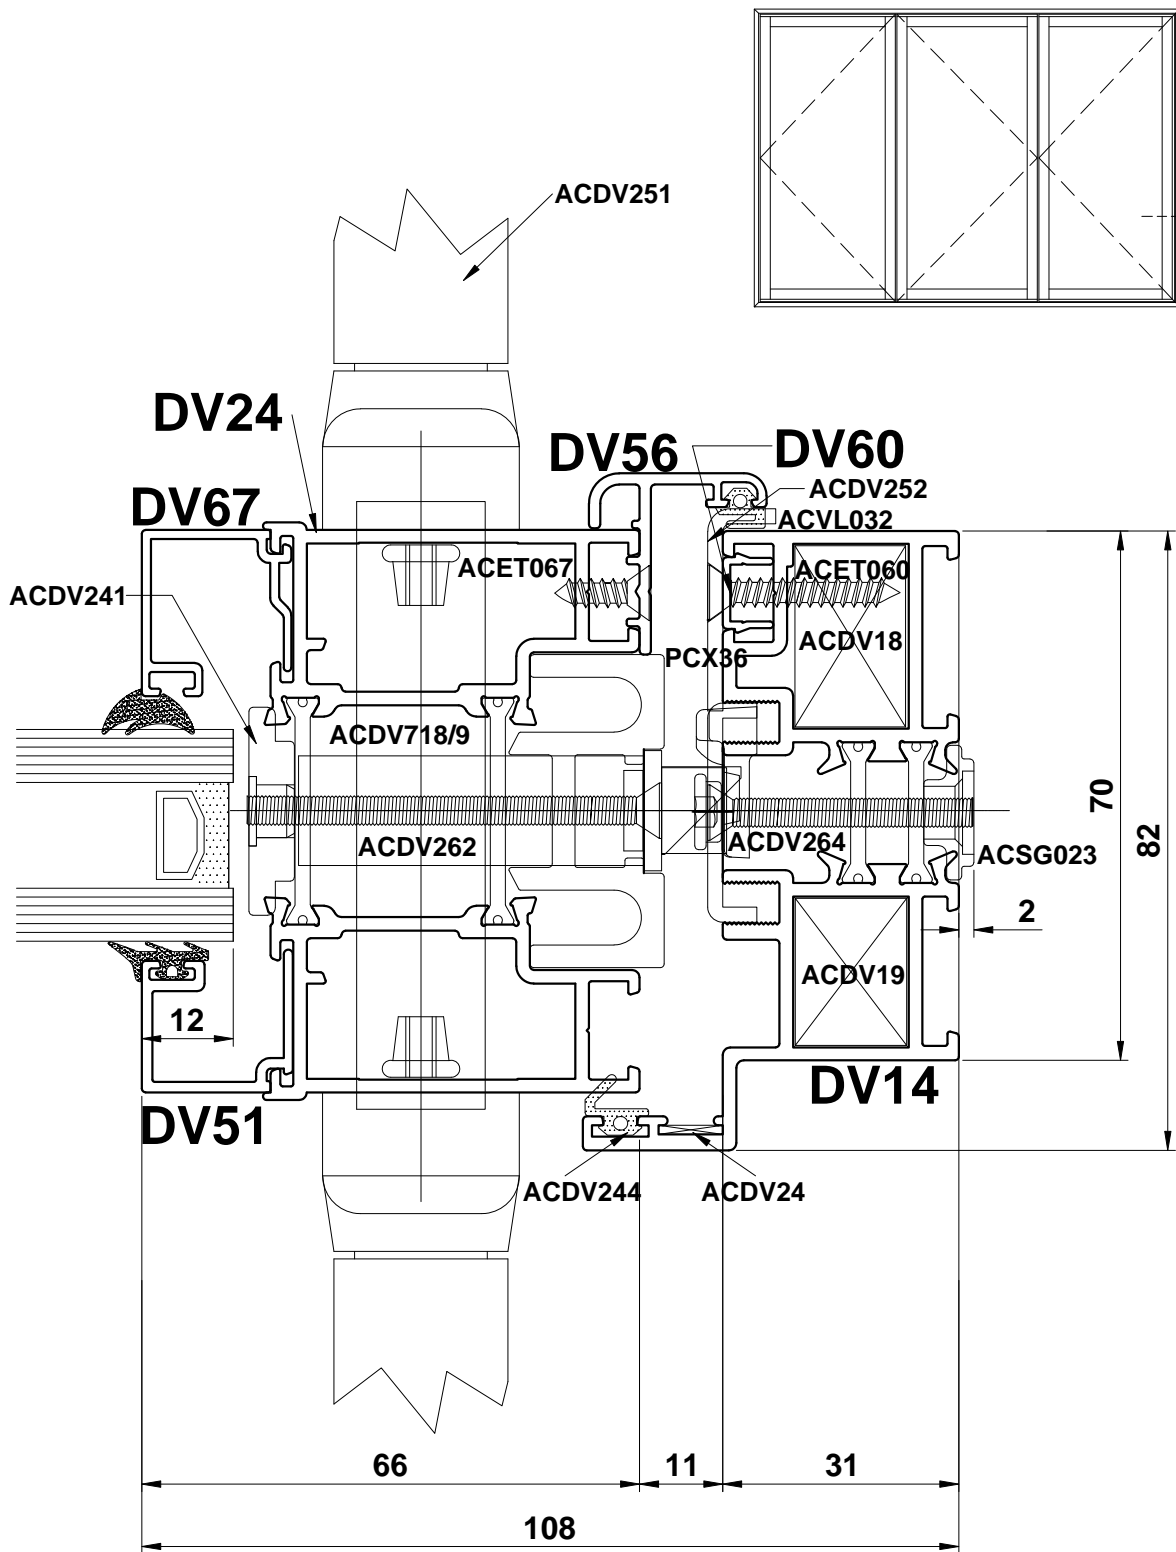 ACDV251
DV24
DV56
DV60
DV67
ACDV252
ACVL032
ACET067
ACET060
ACDV241
ACDV18
PCX36
ACDV718/9
70
82
ACDV262
ACDV264
ACSG023
2
ACDV19
12
DV14
DV51
ACDV244
ACDV24
66
11
31
108